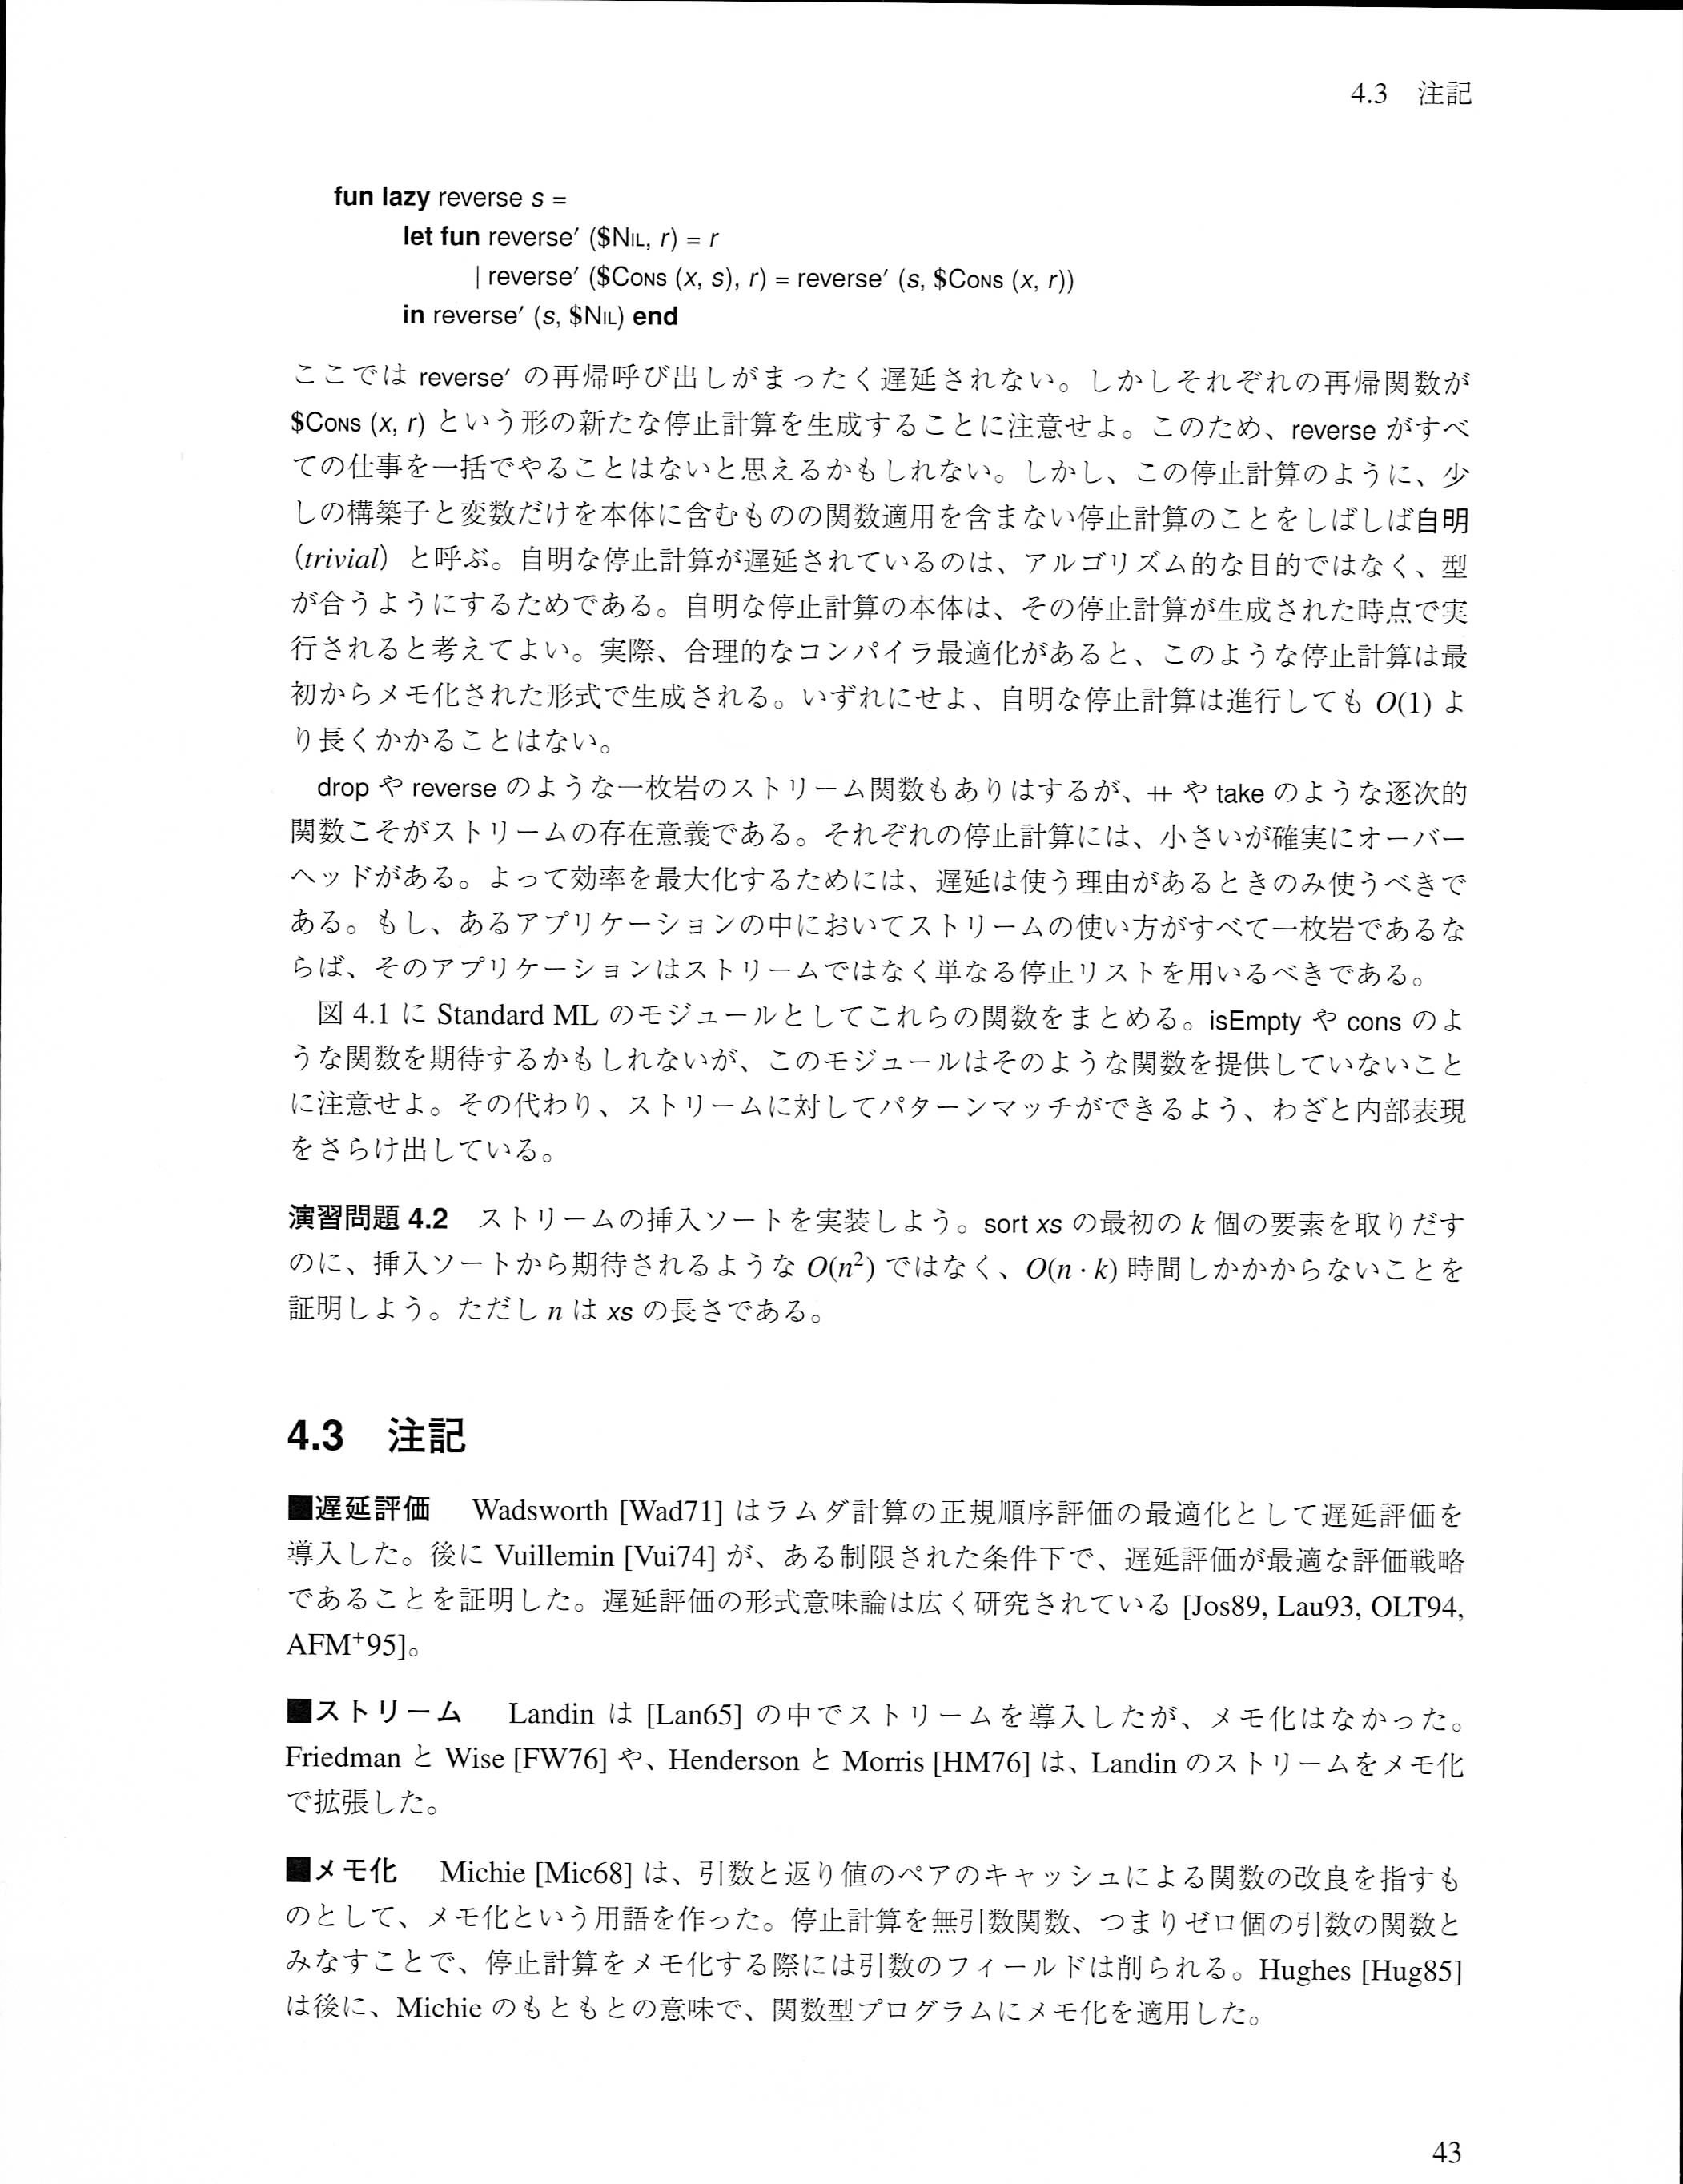 4.3　注記
fun lazy reverse s =
let fun reverse′ ($NIL, r) = r
| reverse′ ($CONS (x, s), r) = reverse′ (s, $CONS (x, r))
in reverse′ (s, $NIL) end
ここでは reverse′ の再帰呼び出しがまったく遅延されない。しかしそれぞれの再帰関数が
$CONS (x, r) という形の新たな停止計算を生成することに注意せよ。このため、reverse がすべ
ての仕事を一括でやることはないと思えるかもしれない。しかし、この停止計算のように、少
しの構築子と変数だけを本体に含むものの関数適用を含まない停止計算のことをしばしば自明
（trivial）と呼ぶ。自明な停止計算が遅延されているのは、アルゴリズム的な目的ではなく、型
が合うようにするためである。自明な停止計算の本体は、その停止計算が生成された時点で実
行されると考えてよい。実際、合理的なコンパイラ最適化があると、このような停止計算は最
初からメモ化された形式で生成される。いずれにせよ、自明な停止計算は進行しても O(1) よ
り長くかかることはない。
drop や reverse のような一枚岩のストリーム関数もありはするが、++ や take のような逐次的
関数こそがストリームの存在意義である。それぞれの停止計算には、小さいが確実にオーバー
ヘッドがある。よって効率を最大化するためには、遅延は使う理由があるときのみ使うべきで
ある。もし、あるアプリケーションの中においてストリームの使い方がすべて一枚岩であるな
らば、そのアプリケーションはストリームではなく単なる停止リストを用いるべきである。
図 4.1 に Standard ML のモジュールとしてこれらの関数をまとめる。isEmpty や cons のよ
うな関数を期待するかもしれないが、このモジュールはそのような関数を提供していないこと
に注意せよ。その代わり、ストリームに対してパターンマッチができるよう、わざと内部表現
をさらけ出している。
演習問題 4.2　ストリームの挿入ソートを実装しよう。sort xs の最初の k 個の要素を取りだす
のに、挿入ソートから期待されるような O(n²) ではなく、O(n · k) 時間しかかからないことを
証明しよう。ただし n は xs の長さである。
4.3　注記
■遅延評価　Wadsworth [Wad71] はラムダ計算の正規順序評価の最適化として遅延評価を
導入した。後に Vuillemin [Vui74] が、ある制限された条件下で、遅延評価が最適な評価戦略
であることを証明した。遅延評価の形式意味論は広く研究されている [Jos89, Lau93, OLT94,
AFM⁺95]。
■ストリーム　Landin は [Lan65] の中でストリームを導入したが、メモ化はなかった。
Friedman と Wise [FW76] や、Henderson と Morris [HM76] は、Landin のストリームをメモ化
で拡張した。
■メモ化　Michie [Mic68] は、引数と返り値のペアのキャッシュによる関数の改良を指すも
のとして、メモ化という用語を作った。停止計算を無引数関数、つまりゼロ個の引数の関数と
みなすことで、停止計算をメモ化する際には引数のフィールドは削られる。Hughes [Hug85]
は後に、Michie のもともとの意味で、関数型プログラムにメモ化を適用した。
43